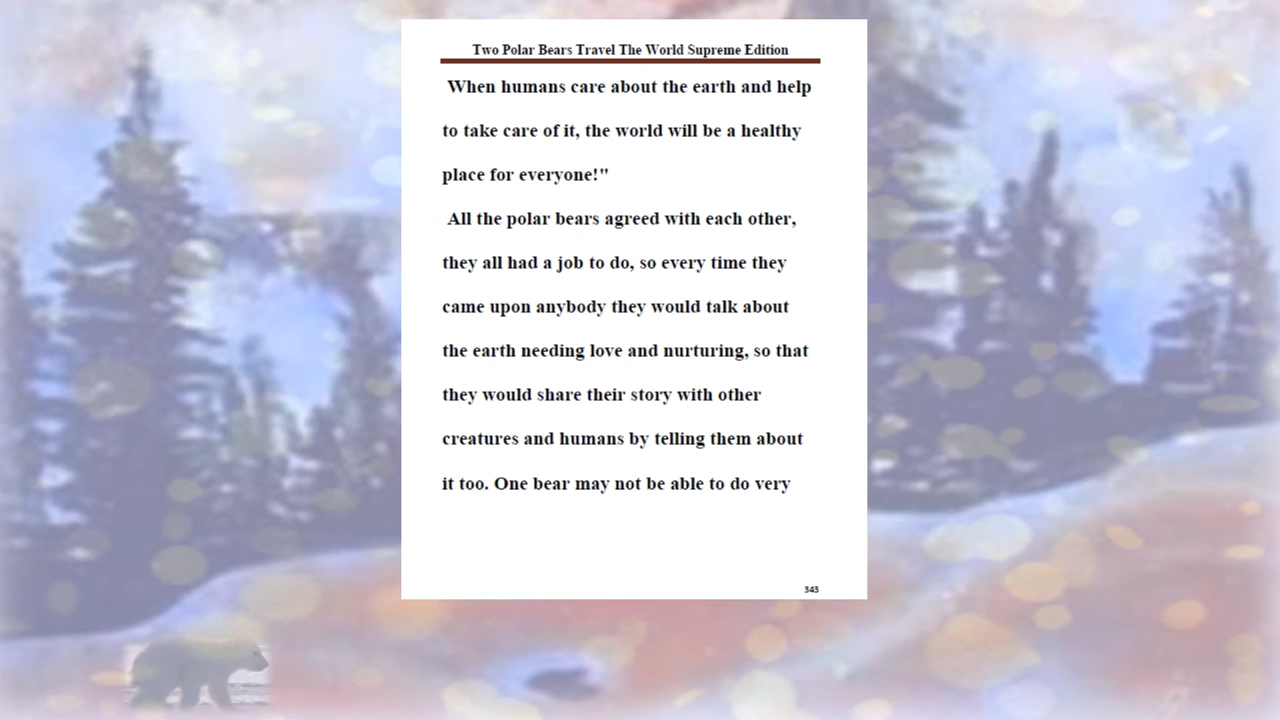 Two Polar Bears Travel The World Supreme Edition
When humans care about the earth and help
to take care of it, the world will be a healthy
place for everyone!"
All the polar bears agreed with each other,
they all had a job to do, so every time they
came upon anybody they would talk about
the earth needing love and nurturing, so that
they would share their story with other
creatures and humans by telling them about
it too. One bear may not be able to do very
343